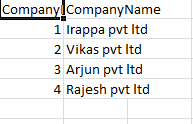 Company CompanyName
1 Irappa pvt ltd
2 Vikas pvt ltd
3 Arjun pvt ltd
4 Rajesh pvt ltd